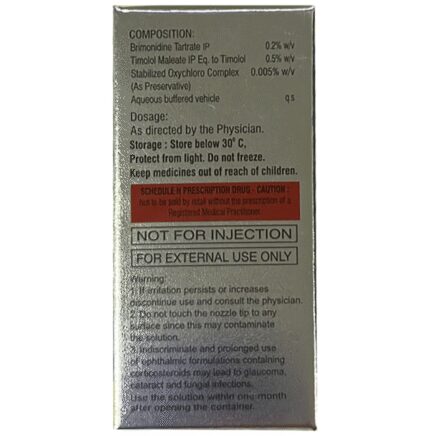 COMPOSITION:
Brimonidine Tartrate IP 0.2% w/v
Timolol Maleate IP Eq. to Timolol 0.5% w/v
Stabilized Oxychloro Complex 0.005% w/v
(As Preservative)
Aqueous buffered vehicle q s
Dosage:
As directed by the Physician.
Storage : Store below 30° C,
Protect from light. Do not freeze.
Keep medicines out of reach of children.
SCHEDULE H PRESCRIPTION DRUG - CAUTION :
Not to be sold by retail without the prescription of a
Registered Medical Practitioner.
NOT FOR INJECTION
FOR EXTERNAL USE ONLY
Warning:
1. If irritation persists or increases
discontinue use and consult the physician.
2. Do not touch the nozzle tip to any
surface since this may contaminate
the solution.
3. Indiscriminate and prolonged use
of ophthalmic formulations containing
corticosteroids may lead to glaucoma,
cataract and fungal infections.
Use the solution within one month
after opening the container.